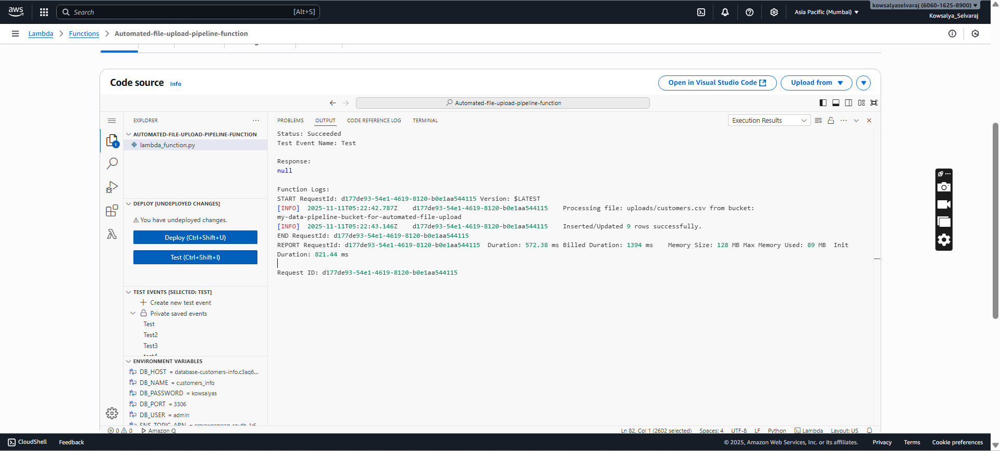 aws
Search
[Alt+S]
Asia Pacific (Mumbai)
kowsalyaselvaraj (6060-1625-8900)
Kowsalya_Selvaraj
Lambda
Functions
Automated-file-upload-pipeline-function
Code source
Info
Open in Visual Studio Code
Upload from
Automated-file-upload-pipeline-function
EXPLORER
PROBLEMS
OUTPUT
CODE REFERENCE LOG
TERMINAL
Execution Results
AUTOMATED-FILE-UPLOAD-PIPELINE-FUNCTION
lambda_function.py
1
DEPLOY [UNDEPLOYED CHANGES]
You have undeployed changes.
Deploy (Ctrl+Shift+U)
Test (Ctrl+Shift+I)
TEST EVENTS [SELECTED: TEST]
Create new test event
Private saved events
Test
Test2
Test3
test4
ENVIRONMENT VARIABLES
DB_HOST = database-customers-info.c3aq6...
DB_NAME = customers_info
DB_PASSWORD = kowsalyas
DB_PORT = 3306
DB_USER = admin
Status: Succeeded
Test Event Name: Test
Response:
null
Function Logs:
START RequestId: d177de93-54e1-4619-8120-b0e1aa544115 Version: $LATEST
[INFO] 2025-11-11T05:22:42.787Z d177de93-54e1-4619-8120-b0e1aa544115 Processing file: uploads/customers.csv from bucket:
my-data-pipeline-bucket-for-automated-file-upload
[INFO] 2025-11-11T05:22:43.146Z d177de93-54e1-4619-8120-b0e1aa544115 Inserted/Updated 9 rows successfully.
END RequestId: d177de93-54e1-4619-8120-b0e1aa544115
REPORT RequestId: d177de93-54e1-4619-8120-b0e1aa544115 Duration: 572.38 ms Billed Duration: 1394 ms Memory Size: 128 MB Max Memory Used: 89 MB Init
Duration: 821.44 ms
Request ID: d177de93-54e1-4619-8120-b0e1aa544115
0 0
Amazon Q
Ln 82, Col 1 (2602 selected)
Spaces: 4
UTF-8
LF
Python
Lambda
Layout: US
CloudShell
Feedback
© 2025, Amazon Web Services, Inc. or its affiliates.
Privacy
Terms
Cookie preferences